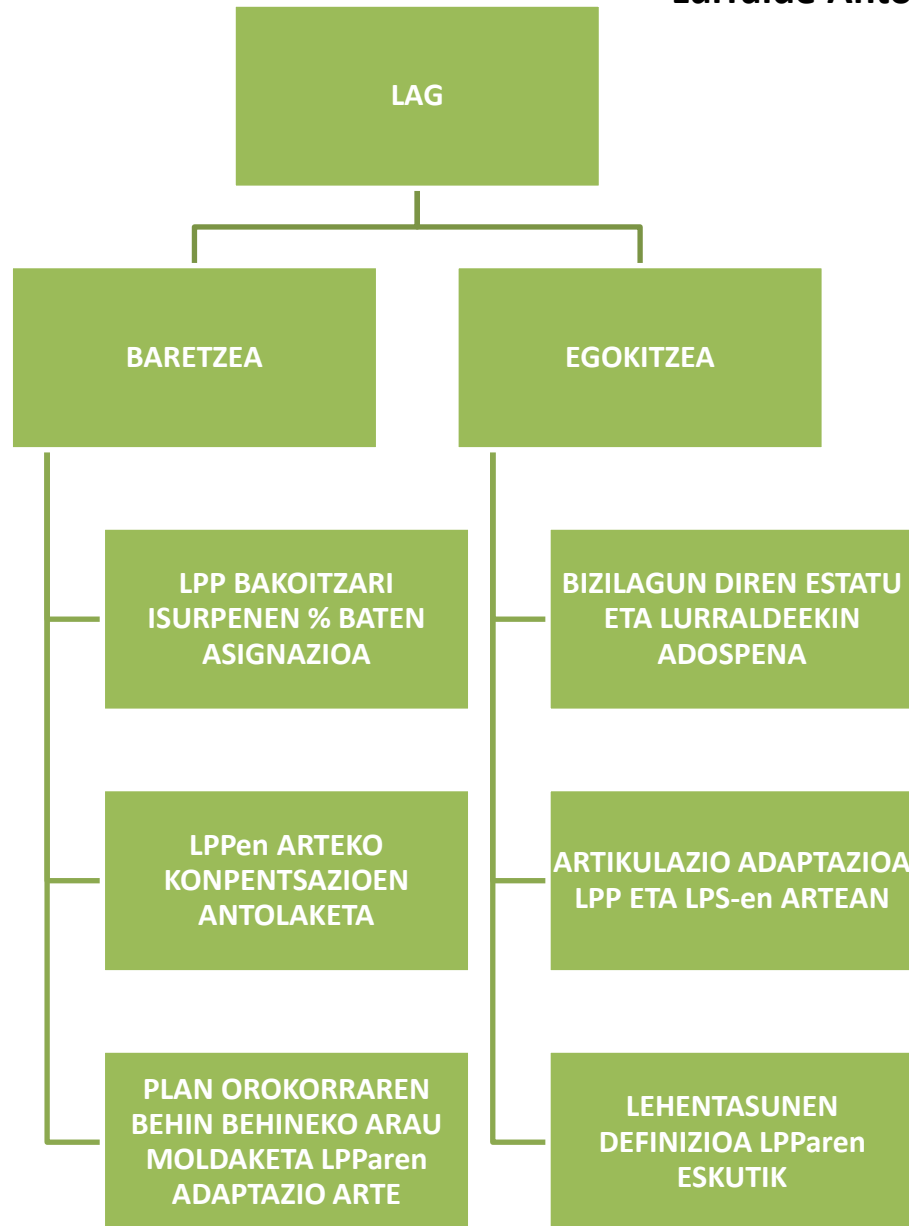 LAG
BARETZEA
EGOKITZEA
LPP BAKOITZARI
ISURPENEN % BATEN
ASIGNAZIOA
BIZILAGUN DIREN ESTATU
ETA LURRALDEEKIN
ADOSPENA
LPPen ARTEKO
KONPENTSAZIOEN
ANTOLAKETA
ARTIKULAZIO ADAPTAZIOA
LPP ETA LPS-en ARTEAN
PLAN OROKORRAREN
BEHIN BEHINEKO ARAU
MOLDAKETA LPParen
ADAPTAZIO ARTE
LEHENTASUNEN
DEFINIZIOA LPParen
ESKUTIK